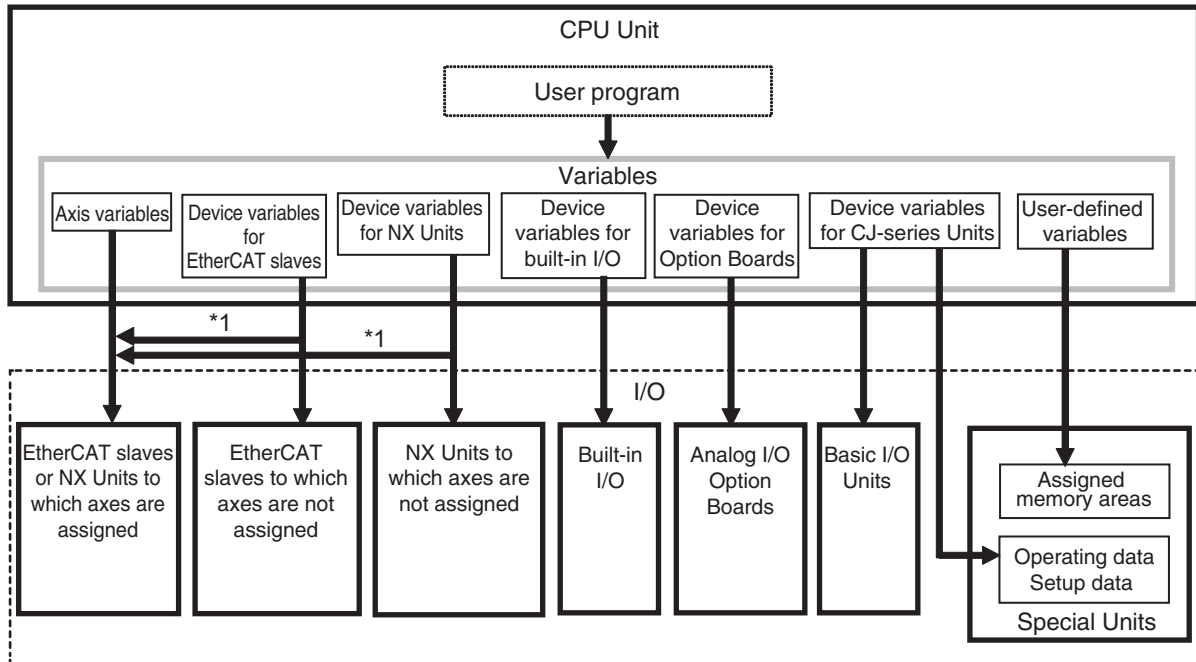 CPU Unit
User program
Variables
Axis variables
Device variables
for
EtherCAT slaves
Device variables
for NX Units
Device
variables for
built-in I/O
Device
variables for
Option Boards
Device variables
for CJ-series Units
User-defined
variables
*1
*1
I/O
EtherCAT slaves
or NX Units to
which axes are
assigned
EtherCAT
slaves to which
axes are not
assigned
NX Units to
which axes are
not assigned
Built-in
I/O
Analog I/O
Option
Boards
Basic I/O
Units
Assigned
memory areas
Operating data
Setup data
Special Units